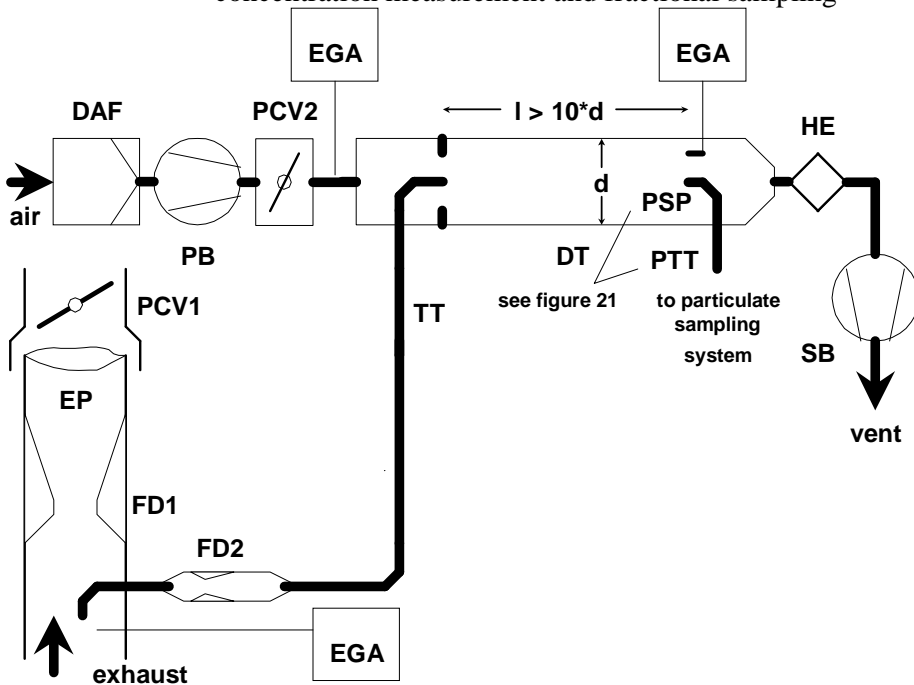 concentration measurement and fractional sampling
EGA
EGA
DAF
PCV2
l > 10*d
HE
d
air
PSP
PB
DT
PTT
PCV1
TT
see figure 21
to particulate
sampling
system
SB
EP
vent
FD1
FD2
EGA
exhaust